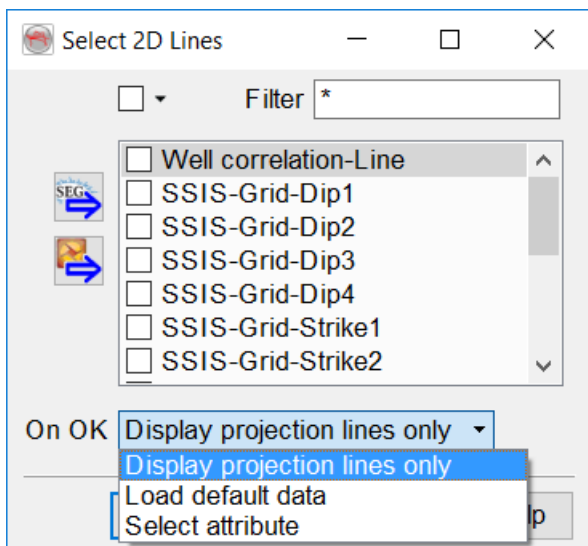 Select 2D Lines
Filter *
SEG
Well correlation-Line
SSIS-Grid-Dip1
SSIS-Grid-Dip2
SSIS-Grid-Dip3
SSIS-Grid-Dip4
SSIS-Grid-Strike1
SSIS-Grid-Strike2
On OK Display projection lines only
Display projection lines only
Load default data
Select attribute
lp